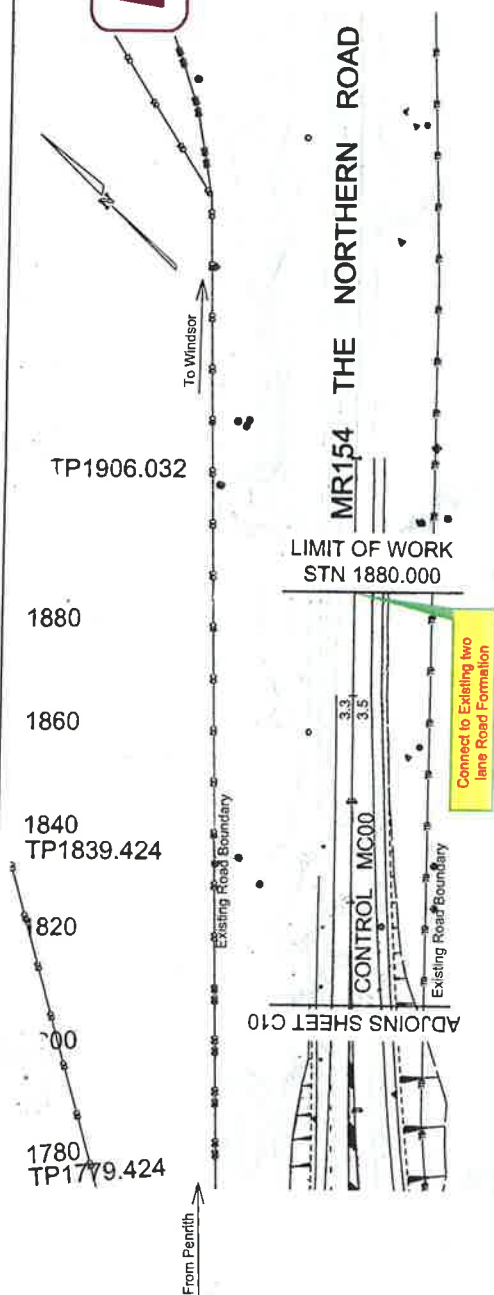 N
To Windsor
TP1906.032
MR154 THE NORTHERN ROAD
LIMIT OF WORK
STN 1880.000
1880
1860
3.3
3.5
Connect to Existing two
lane Road Formation
1840
TP1839.424
1820
Existing Road Boundary
CONTROL MC00
Existing Road Boundary
ADJOINS SHEET C10
00
1780
TP1779.424
From Penrith